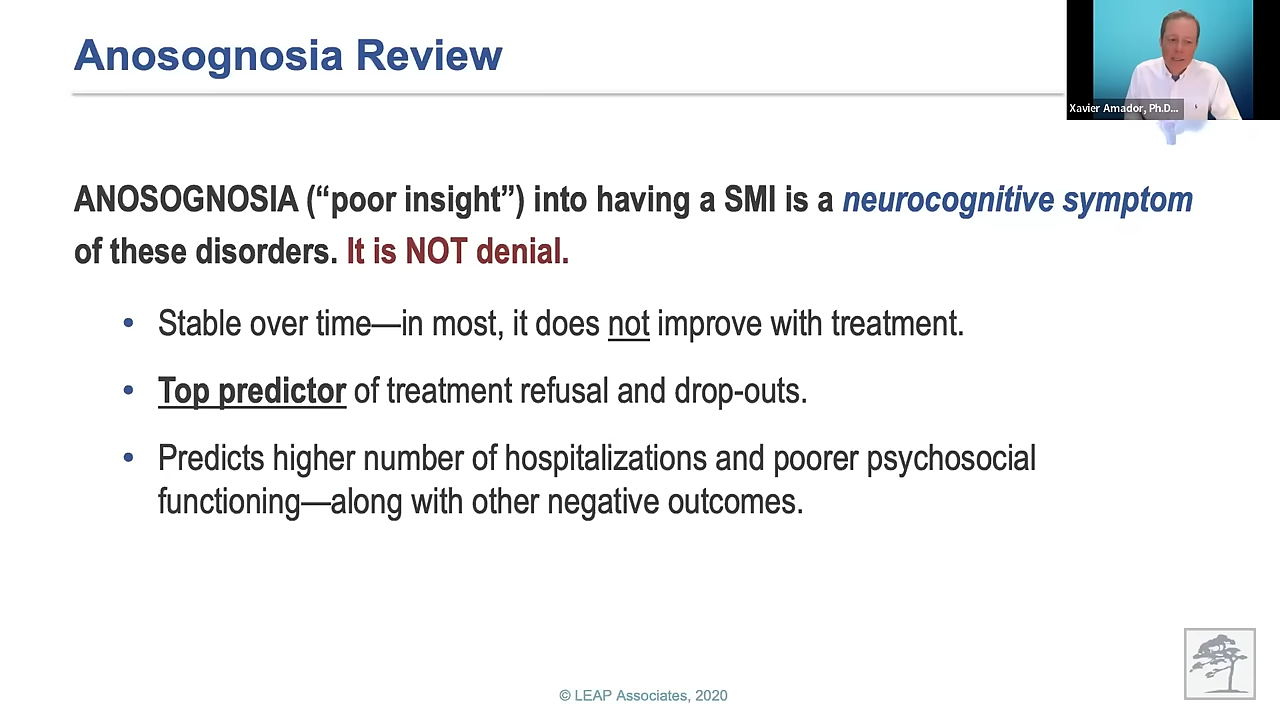 Anosognosia Review
Xavier Amador, Ph.D...
ANOSOGNOSIA (“poor insight”) into having a SMI is a neurocognitive symptom
of these disorders. It is NOT denial.
• Stable over time—in most, it does not improve with treatment.
• Top predictor of treatment refusal and drop-outs.
• Predicts higher number of hospitalizations and poorer psychosocial
functioning—along with other negative outcomes.
© LEAP Associates, 2020